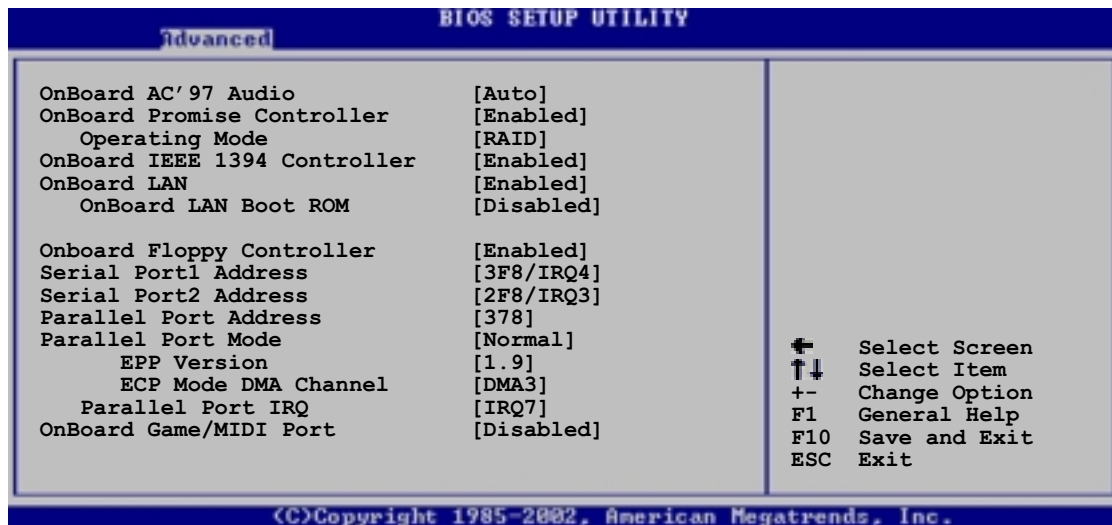 BIOS SETUP UTILITY
Advanced
OnBoard AC'97 Audio [Auto]
OnBoard Promise Controller [Enabled]
Operating Mode [RAID]
OnBoard IEEE 1394 Controller [Enabled]
OnBoard LAN [Enabled]
OnBoard LAN Boot ROM [Disabled]
Onboard Floppy Controller [Enabled]
Serial Port1 Address [3F8/IRQ4]
Serial Port2 Address [2F8/IRQ3]
Parallel Port Address [378]
Parallel Port Mode [Normal]
EPP Version [1.9]
ECP Mode DMA Channel [DMA3]
Parallel Port IRQ [IRQ7]
OnBoard Game/MIDI Port [Disabled]
← Select Screen
↑↓ Select Item
+- Change Option
F1 General Help
F10 Save and Exit
ESC Exit
(C)Copyright 1985-2002, American Megatrends, Inc.